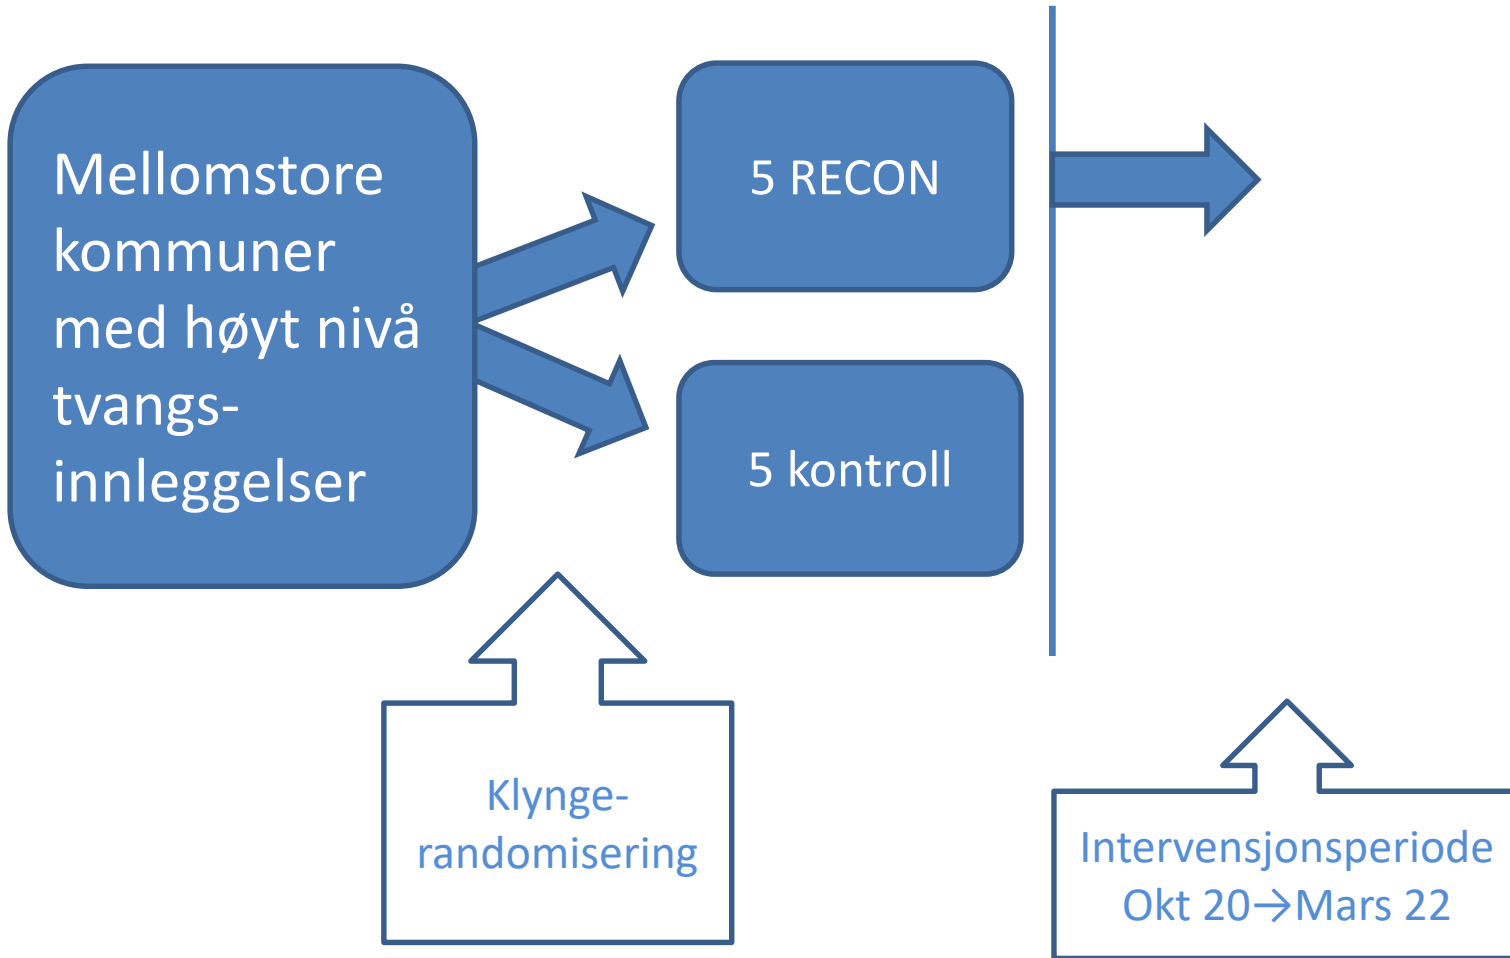 Mellomstore
kommuner
med høyt nivå
tvangs-
innleggelser
5 RECON
5 kontroll
Klynge-
randomisering
Intervensjonsperiode
Okt 20→Mars 22